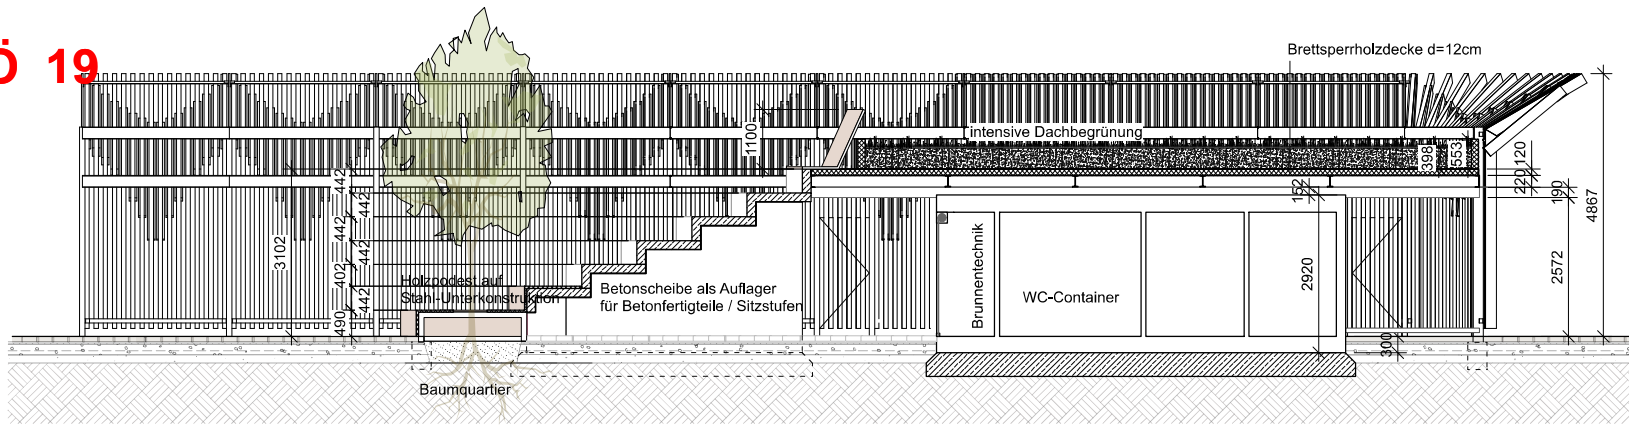 Ö 19
Brettsperrholzdecke d=12cm
intensive Dachbegrünung
1100
398
553
120
220
190
152
4867
2572
2920
300
3102
442
442
442
442
402
442
490
Holzpodest auf
Stahl-Unterkonstruktion
Betonscheibe als Auflager
für Betonfertigteile / Sitzstufen
Brunnentechnik
WC-Container
Baumquartier